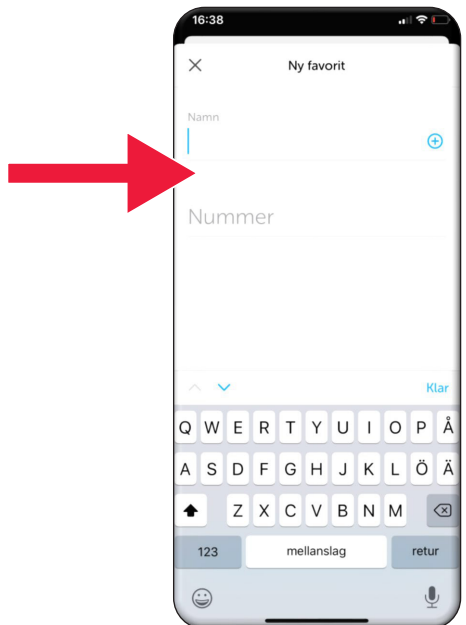 16:38
Ny favorit
Namn
Nummer
Klar
Q W E R T Y U I O P Å
A S D F G H J K L Ö Ä
Z X C V B N M
123 mellanslag retur